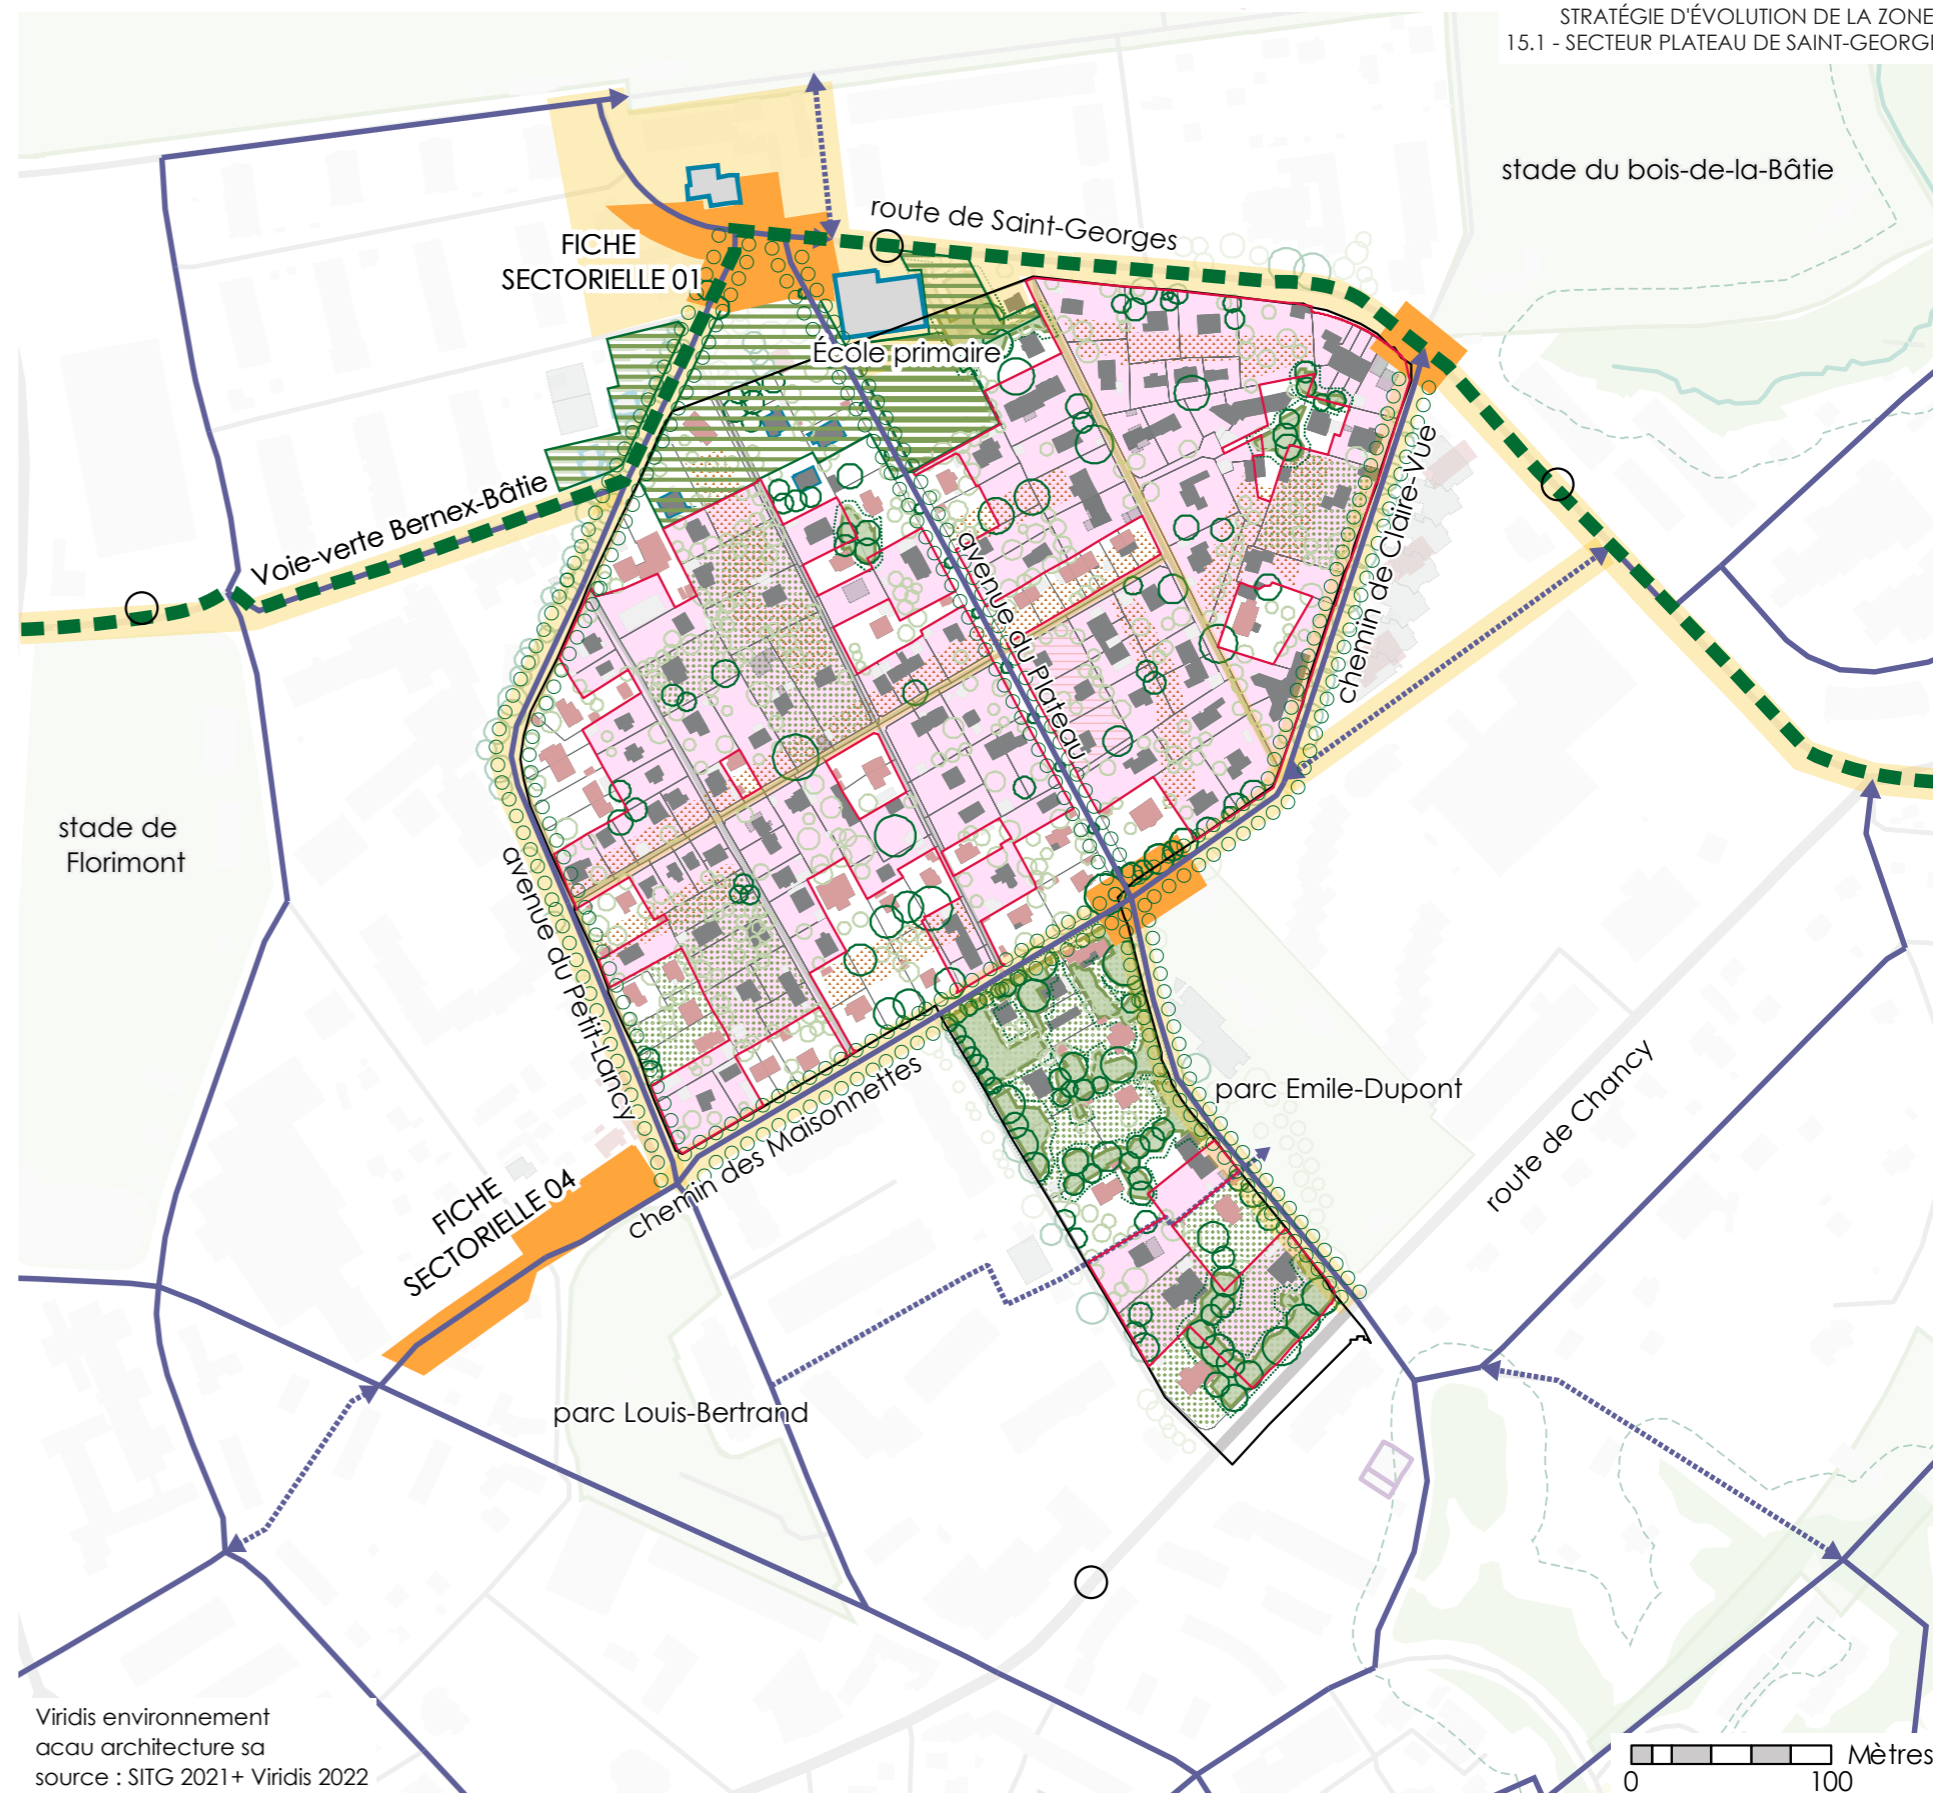 STRATÉGIE D'ÉVOLUTION DE LA ZONE
15.1 - SECTEUR PLATEAU DE SAINT-GEORG
stade du bois-de-la-Bâtie
route de Saint-Georges
FICHE
SECTORIELLE 01
École primaire
Voie-verte Bernex-Bâtie
avenue du Plateau
chemin de Claire-Vue
stade de
Florimont
avenue du Petit-Lancy
chemin des Maisonnettes
parc Emile-Dupont
route de Chancy
FICHE
SECTORIELLE 04
parc Louis-Bertrand
Viridis environnement
acau architecture sa
source : SITG 2021+ Viridis 2022
Mètres
0 100